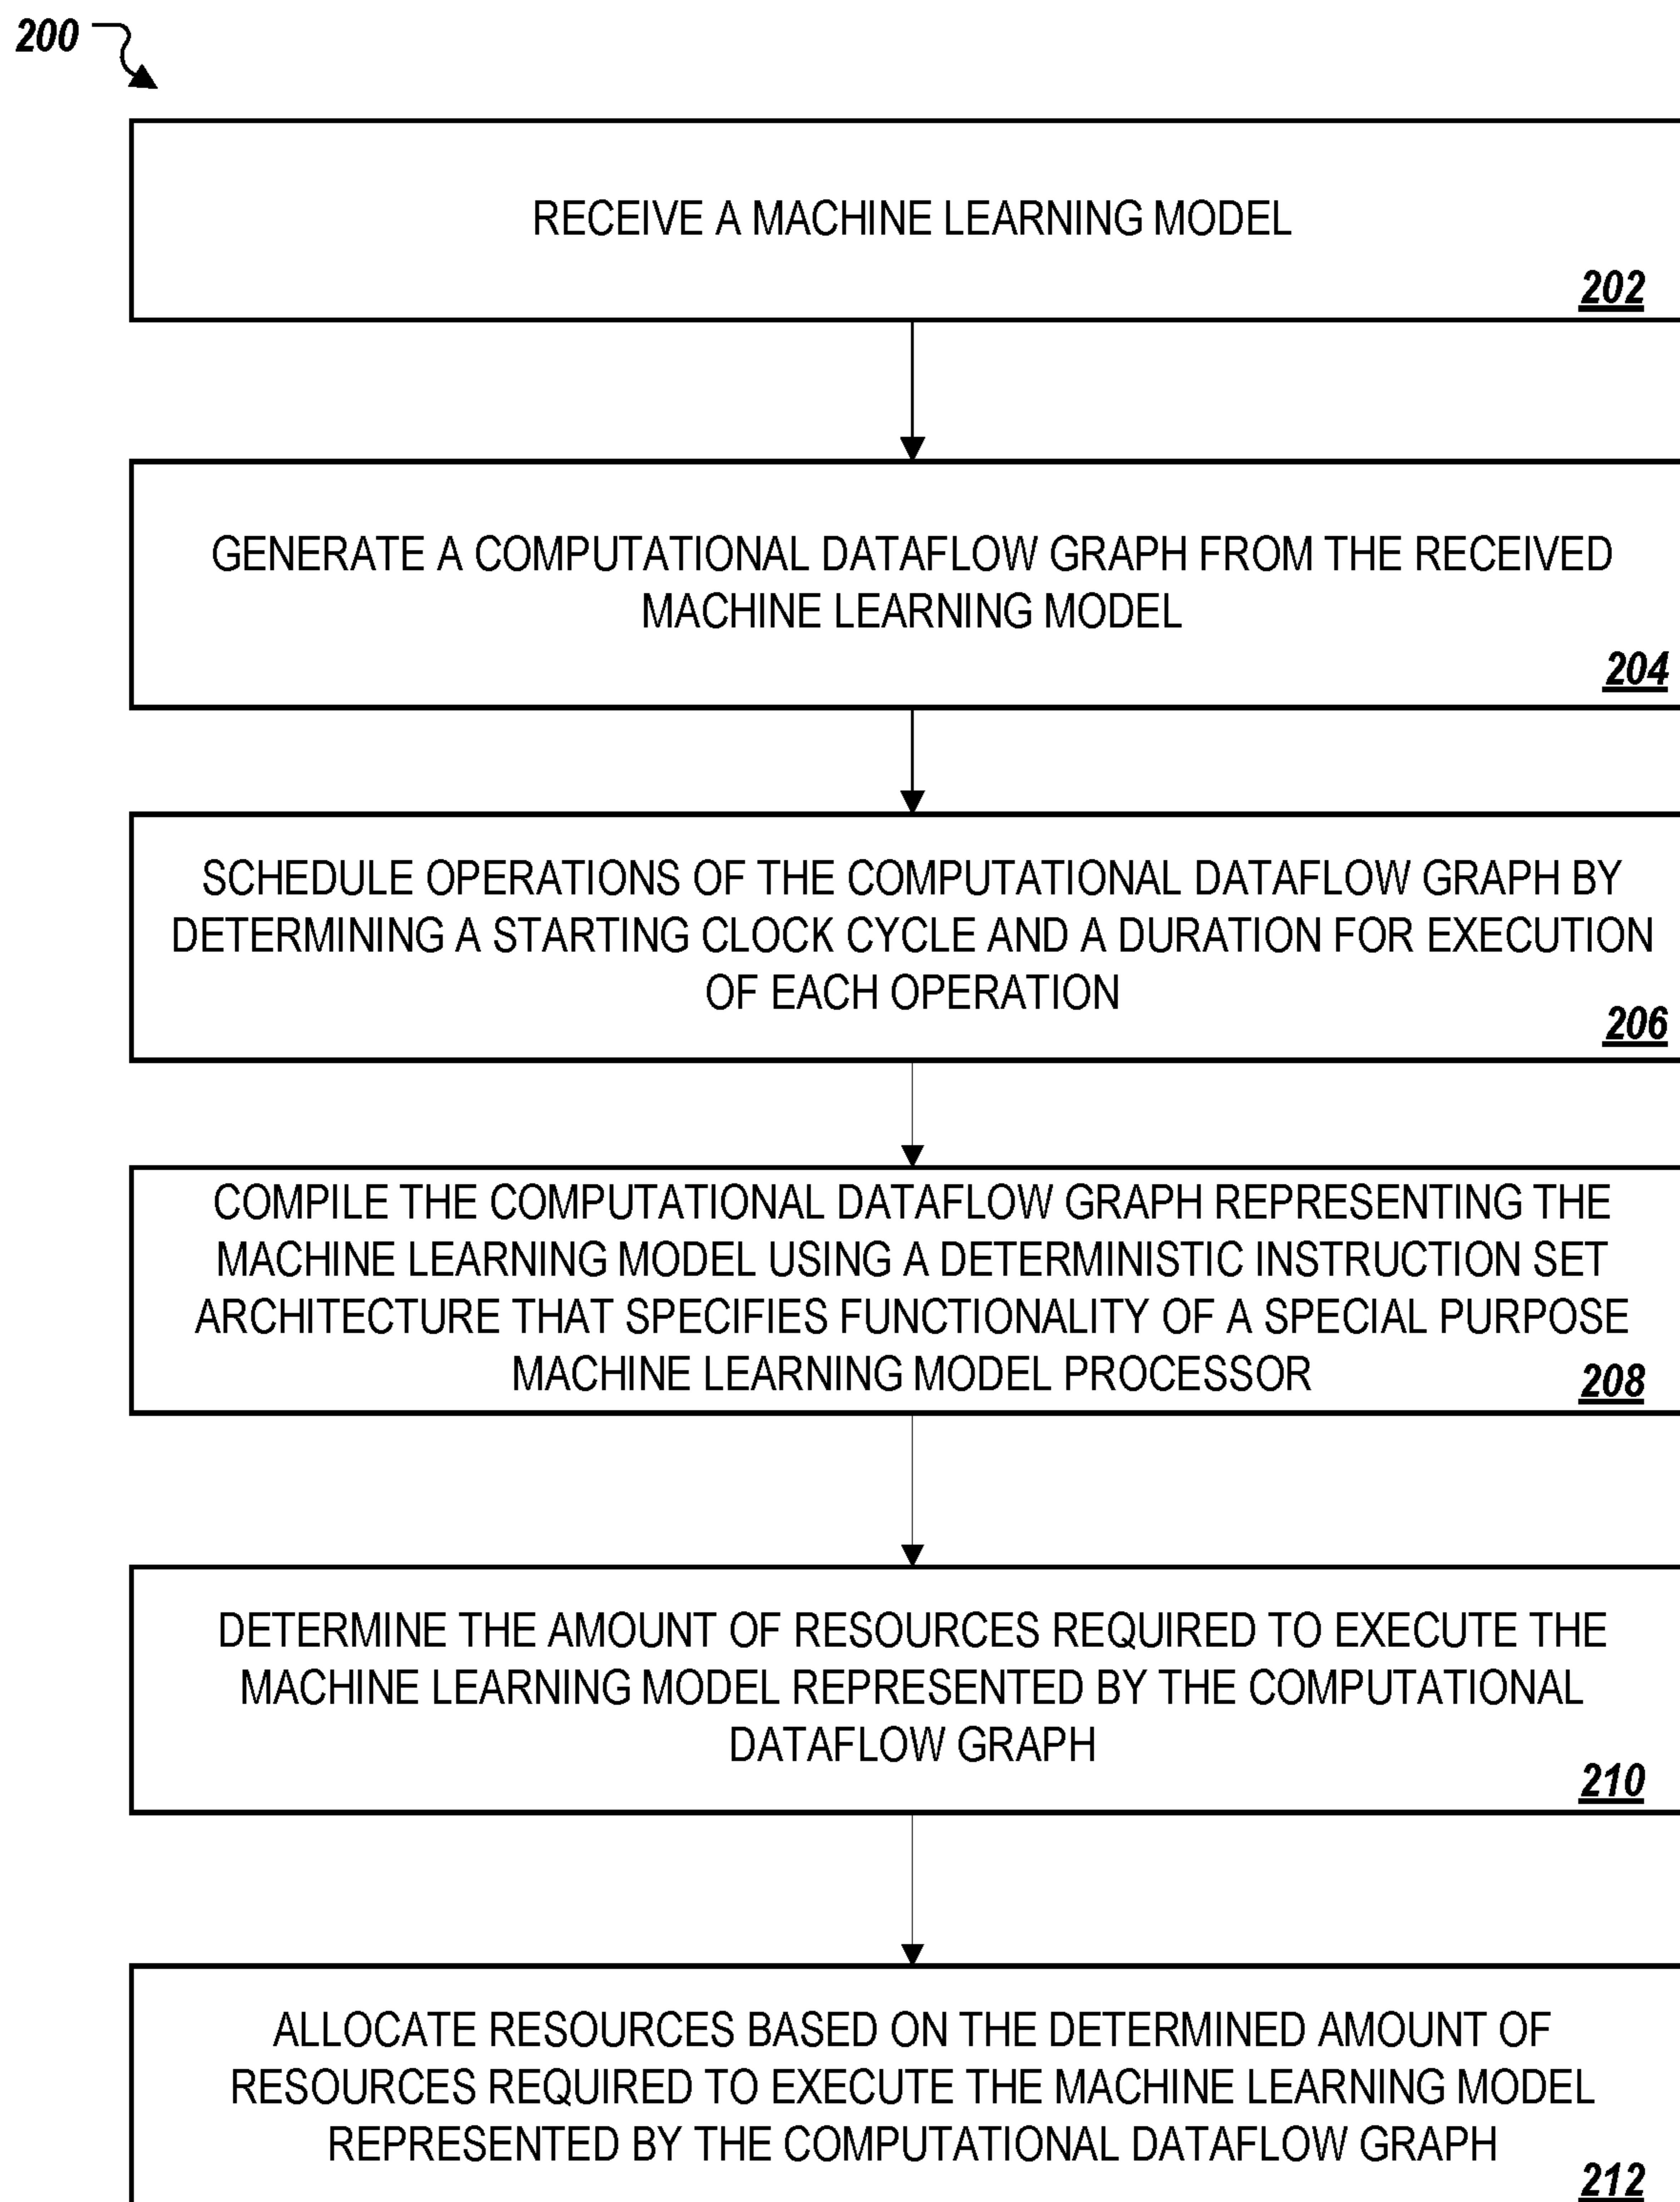 200
RECEIVE A MACHINE LEARNING MODEL
202
GENERATE A COMPUTATIONAL DATAFLOW GRAPH FROM THE RECEIVED
MACHINE LEARNING MODEL
204
SCHEDULE OPERATIONS OF THE COMPUTATIONAL DATAFLOW GRAPH BY
DETERMINING A STARTING CLOCK CYCLE AND A DURATION FOR EXECUTION
OF EACH OPERATION
206
COMPILE THE COMPUTATIONAL DATAFLOW GRAPH REPRESENTING THE
MACHINE LEARNING MODEL USING A DETERMINISTIC INSTRUCTION SET
ARCHITECTURE THAT SPECIFIES FUNCTIONALITY OF A SPECIAL PURPOSE
MACHINE LEARNING MODEL PROCESSOR
208
DETERMINE THE AMOUNT OF RESOURCES REQUIRED TO EXECUTE THE
MACHINE LEARNING MODEL REPRESENTED BY THE COMPUTATIONAL
DATAFLOW GRAPH
210
ALLOCATE RESOURCES BASED ON THE DETERMINED AMOUNT OF
RESOURCES REQUIRED TO EXECUTE THE MACHINE LEARNING MODEL
REPRESENTED BY THE COMPUTATIONAL DATAFLOW GRAPH
212